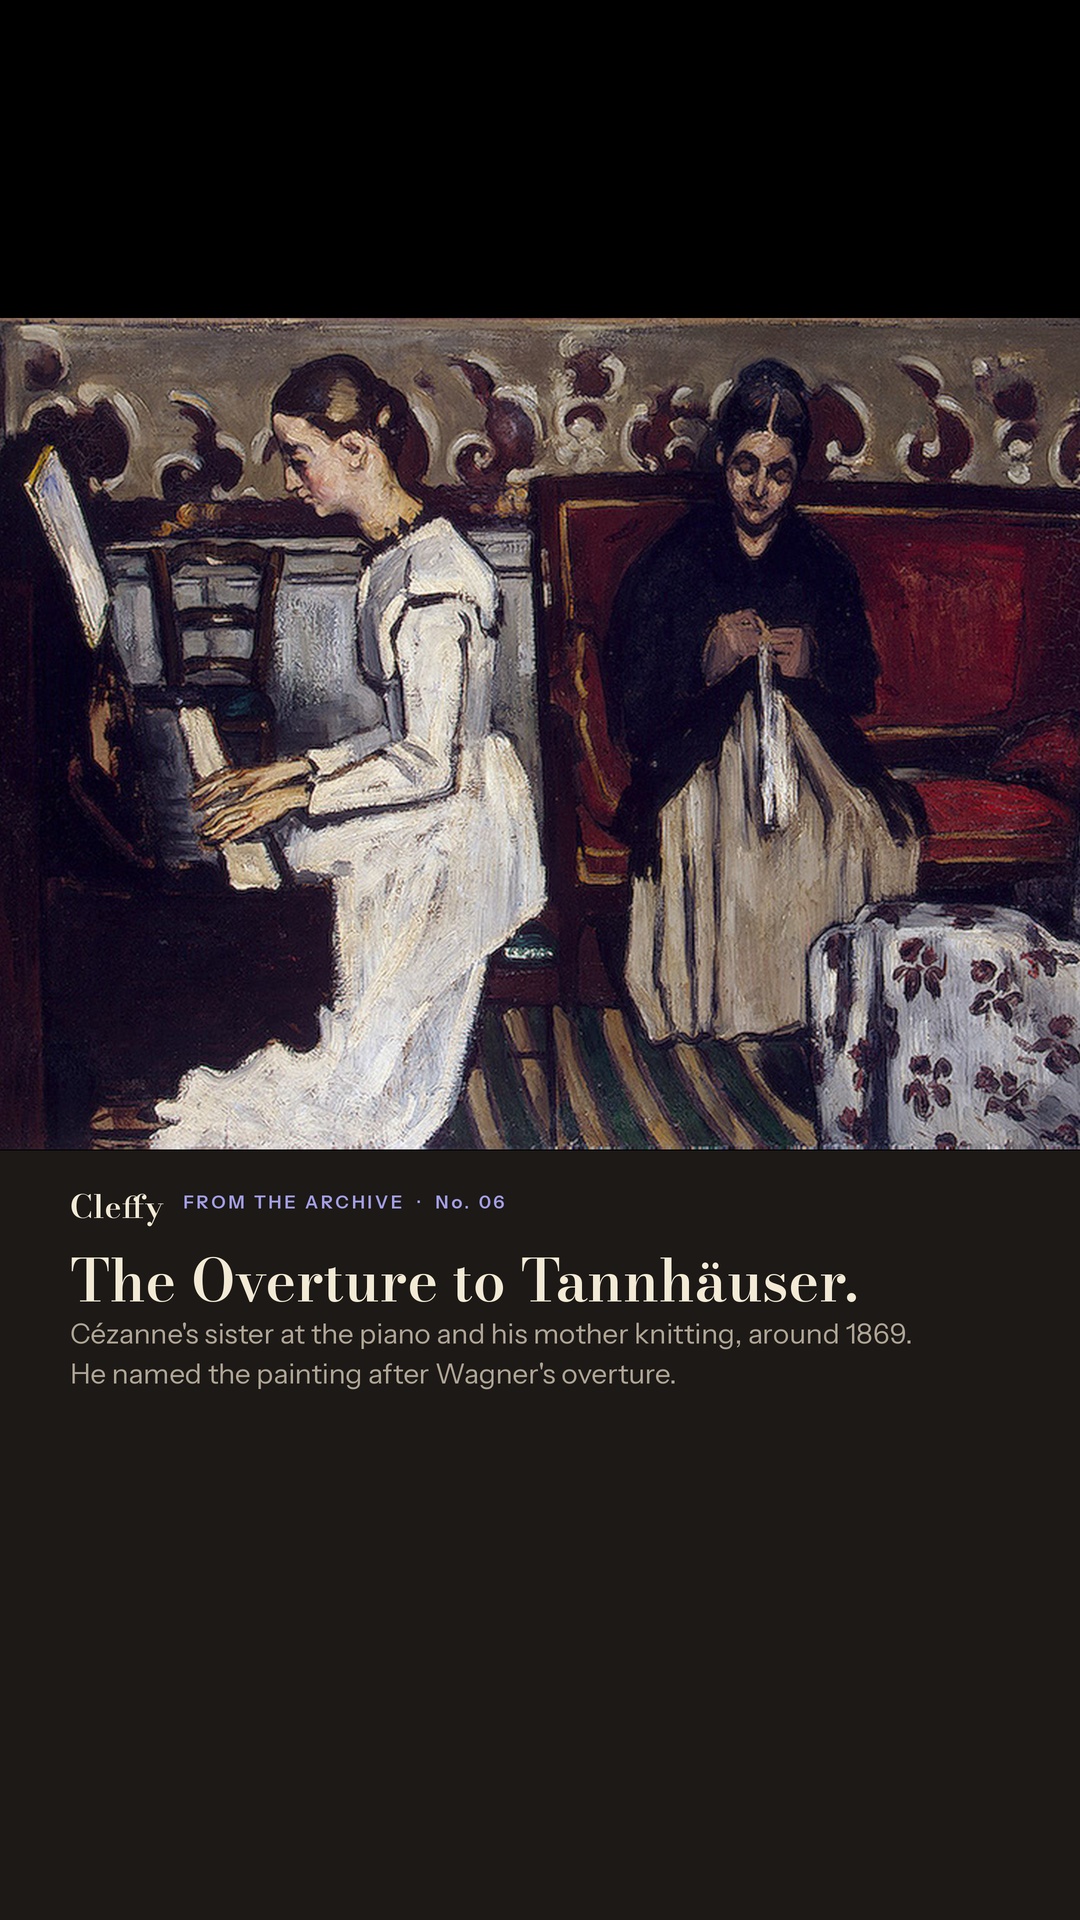 Cleffy FROM THE ARCHIVE · No. 06
The Overture to Tannhäuser.
Cézanne's sister at the piano and his mother knitting, around 1869.
He named the painting after Wagner's overture.